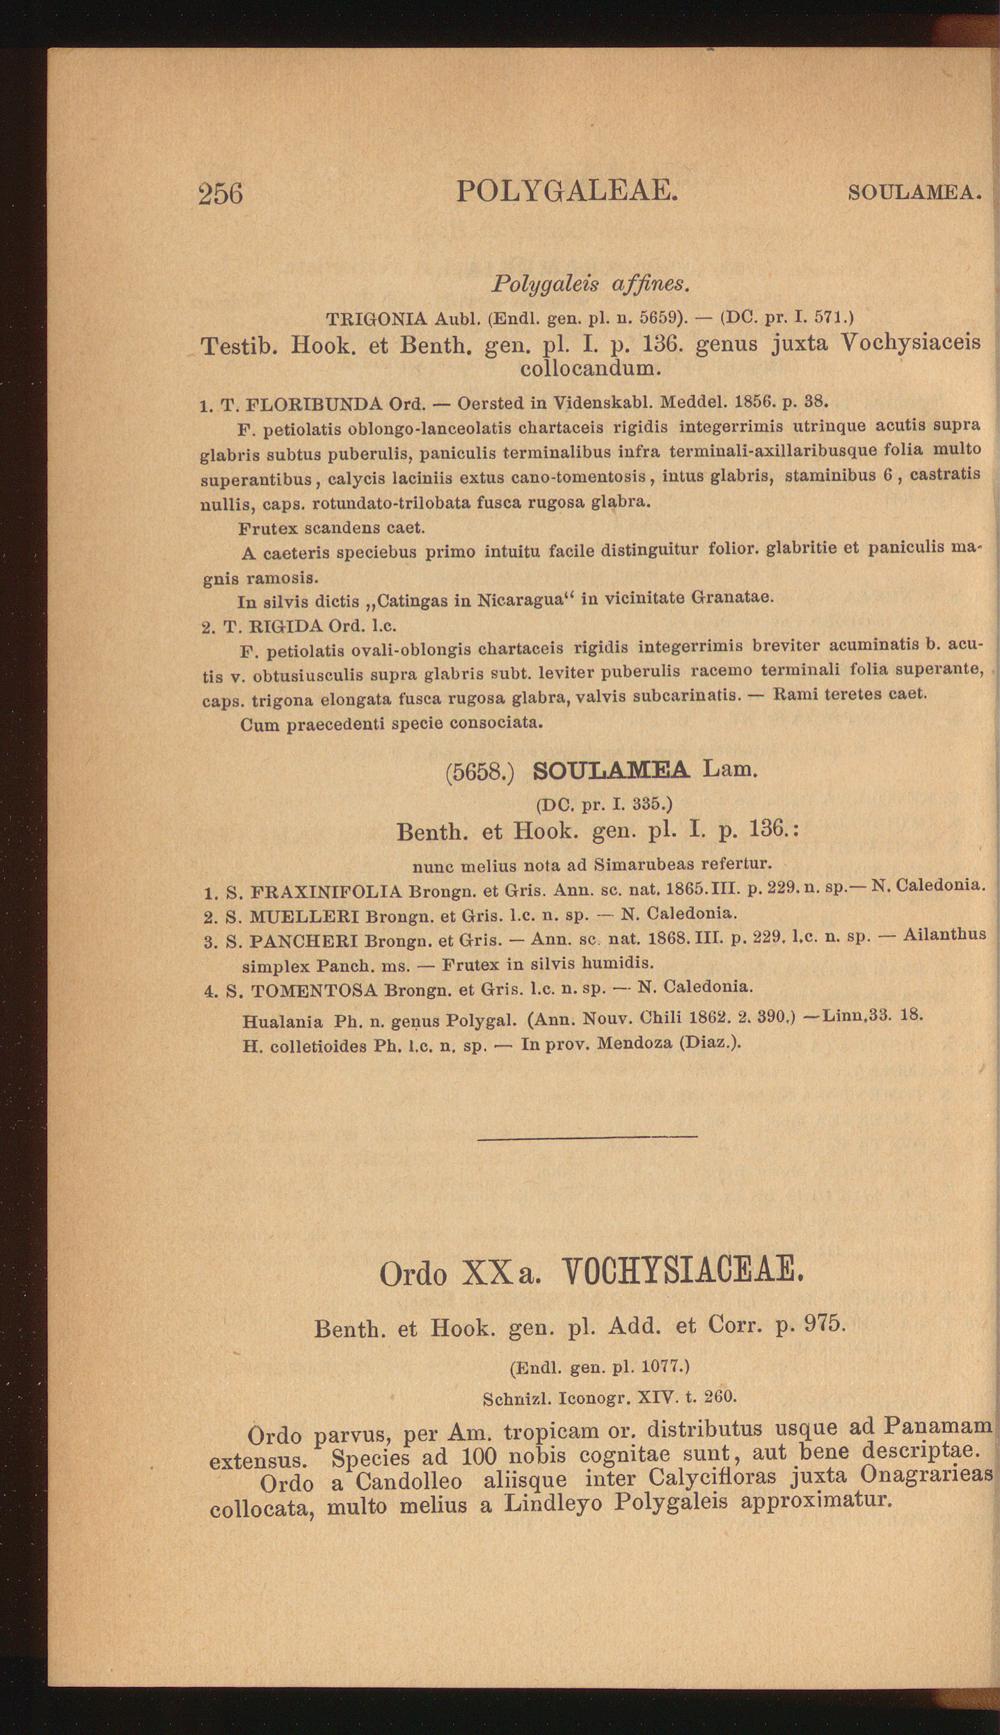 256 POLYGALEAE. SOULAMEA.
Polygaleis affines.
TRIGONIA Aubl. (Endl. gen. pl. n. 5659). — (DC. pr. I. 571.)
Testib. Hook. et Benth. gen. pl. I. p. 136. genus juxta Vochysiaceis
collocandum.
1. T. FLORIBUNDA Ord. — Oersted in Videnskabl. Meddel. 1856. p. 38.
F. petiolatis oblongo-lanceolatis chartaceis rigidis integerrimis utrinque acutis supra
glabris subtus puberulis, paniculis terminalibus infra terminali-axillaribusque folia multo
superantibus, calycis laciniis extus cano-tomentosis, intus glabris, staminibus 6, castratis
nullis, caps. rotundato-trilobata fusca rugosa glabra.
Frutex scandens caet.
A caeteris speciebus primo intuitu facile distinguitur folior. glabritie et paniculis ma-
gnis ramosis.
In silvis dictis „Catingas in Nicaragua“ in vicinitate Granatae.
2. T. RIGIDA Ord. l.c.
F. petiolatis ovali-oblongis chartaceis rigidis integerrimis breviter acuminatis b. acu-
tis v. obtusiusculis supra glabris subt. leviter puberulis racemo terminali folia superante,
caps. trigona elongata fusca rugosa glabra, valvis subcarinatis. — Rami teretes caet.
Cum praecedenti specie consociata.
(5658.) SOULAMEA Lam.
(DC. pr. I. 335.)
Benth. et Hook. gen. pl. I. p. 136.:
nunc melius nota ad Simarubeas refertur.
1. S. FRAXINIFOLIA Brongn. et Gris. Ann. sc. nat. 1865. III. p. 229. n. sp.— N. Caledonia.
2. S. MUELLERI Brongn. et Gris. l.c. n. sp. — N. Caledonia.
3. S. PANCHERI Brongn. et Gris. — Ann. sc. nat. 1868. III. p. 229. l.c. n. sp. — Ailanthus
simplex Panch. ms. — Frutex in silvis humidis.
4. S. TOMENTOSA Brongn. et Gris. l.c. n. sp. — N. Caledonia.
Hualania Ph. n. genus Polygal. (Ann. Nouv. Chili 1862. 2. 390.) —Linn.33. 18.
H. colletioides Ph. l.c. n. sp. — In prov. Mendoza (Diaz.).
Ordo XXa. VOCHYSIACEAE.
Benth. et Hook. gen. pl. Add. et Corr. p. 975.
(Endl. gen. pl. 1077.)
Schnizl. Iconogr. XIV. t. 260.
Ordo parvus, per Am. tropicam or. distributus usque ad Panamam
extensus. Species ad 100 nobis cognitae sunt, aut bene descriptae.
Ordo a Candolleo aliisque inter Calycifloras juxta Onagrarieas
collocata, multo melius a Lindleyo Polygaleis approximatur.